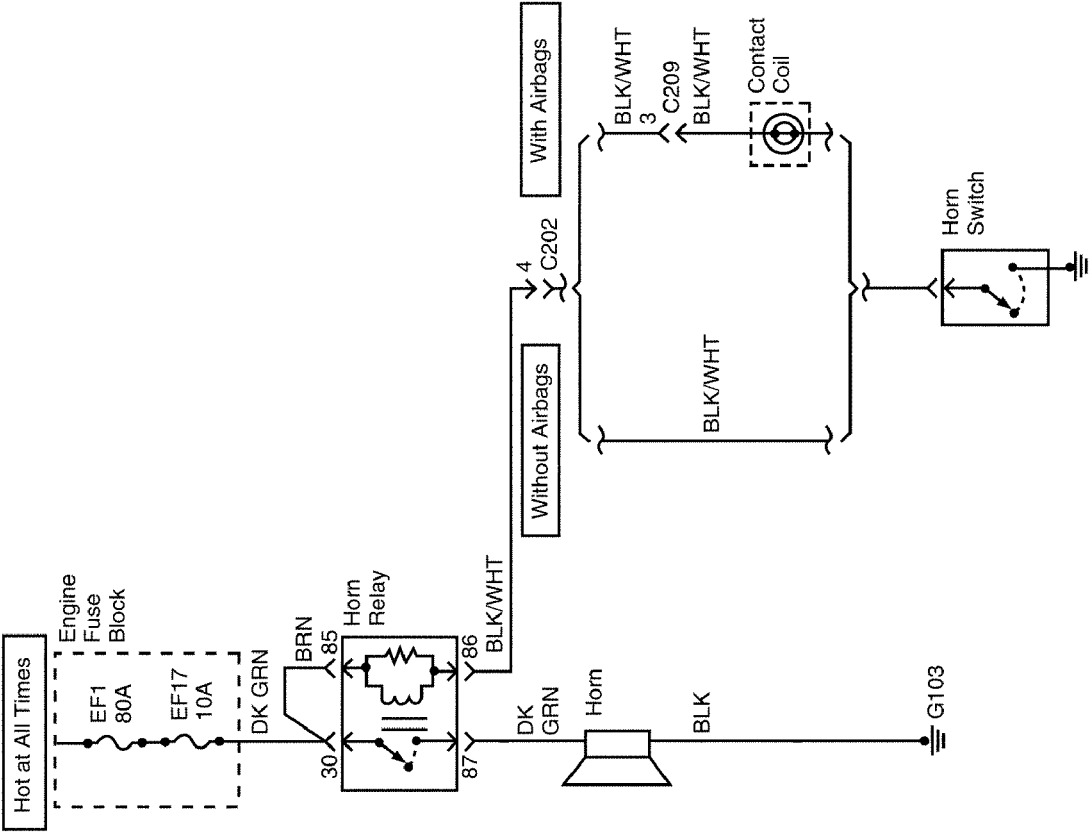 Hot at All Times
Engine
Fuse
Block
EF1
80A
EF17
10A
DK GRN
BRN
30
85
Horn
Relay
87
86
BLK/WHT
DK
GRN
Horn
BLK
G103
Without Airbags
With Airbags
4
C202
BLK/WHT
BLK/WHT
3
C209
BLK/WHT
Contact
Coil
Horn
Switch